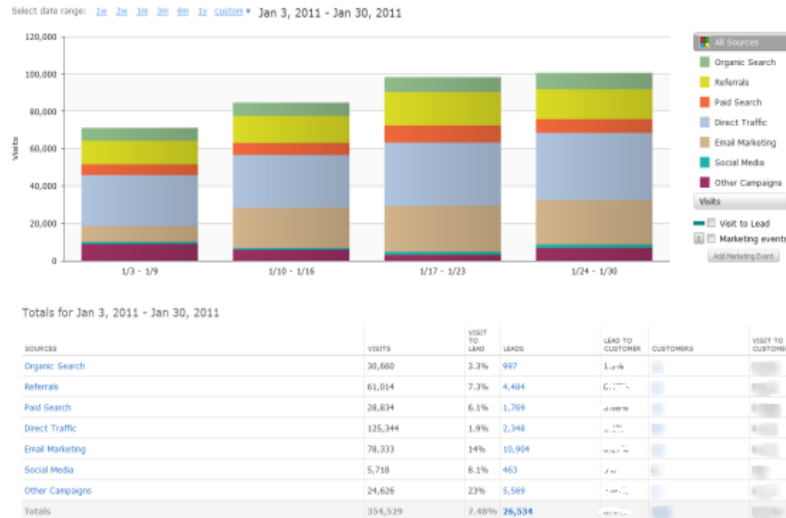 Select date range: 1w 2w 1m 3m 6m 1y custom ▾ Jan 3, 2011 - Jan 30, 2011
120,000
100,000
80,000
60,000
40,000
20,000
0
Visits
1/3 - 1/9 1/10 - 1/16 1/17 - 1/23 1/24 - 1/30
All Sources
Organic Search
Referrals
Paid Search
Direct Traffic
Email Marketing
Social Media
Other Campaigns
Visits
Visit to Lead
Marketing events
Add Marketing Event
Totals for Jan 3, 2011 - Jan 30, 2011
SOURCES VISITS VISIT TO LEAD LEADS LEAD TO CUSTOMER CUSTOMERS VISIT TO CUSTOME
Organic Search 30,660 3.3% 997
Referrals 61,014 7.3% 4,484
Paid Search 28,834 6.1% 1,769
Direct Traffic 125,344 1.9% 2,348
Email Marketing 78,333 14% 10,904
Social Media 5,718 8.1% 463
Other Campaigns 24,626 23% 5,569
Totals 354,529 7.48% 26,534